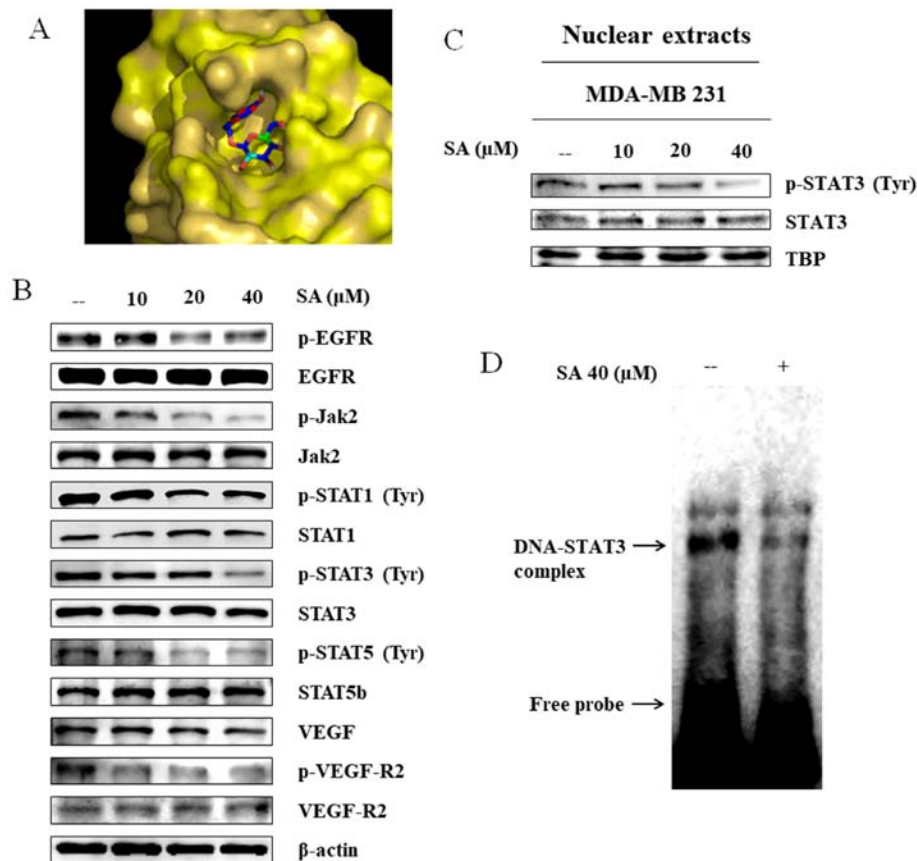 A
B
-- 10 20 40 SA (µM)
p-EGFR
EGFR
p-Jak2
Jak2
p-STAT1 (Tyr)
STAT1
p-STAT3 (Tyr)
STAT3
p-STAT5 (Tyr)
STAT5b
VEGF
p-VEGF-R2
VEGF-R2
β-actin
C
Nuclear extracts
MDA-MB 231
SA (µM) -- 10 20 40
p-STAT3 (Tyr)
STAT3
TBP
D
SA 40 (µM) -- +
DNA-STAT3
complex
Free probe